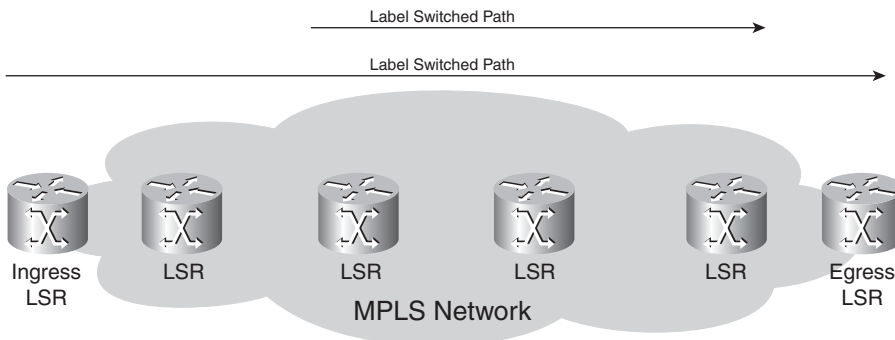 Label Switched Path
Label Switched Path
Ingress
LSR
LSR
LSR
LSR
LSR
Egress
LSR
MPLS Network